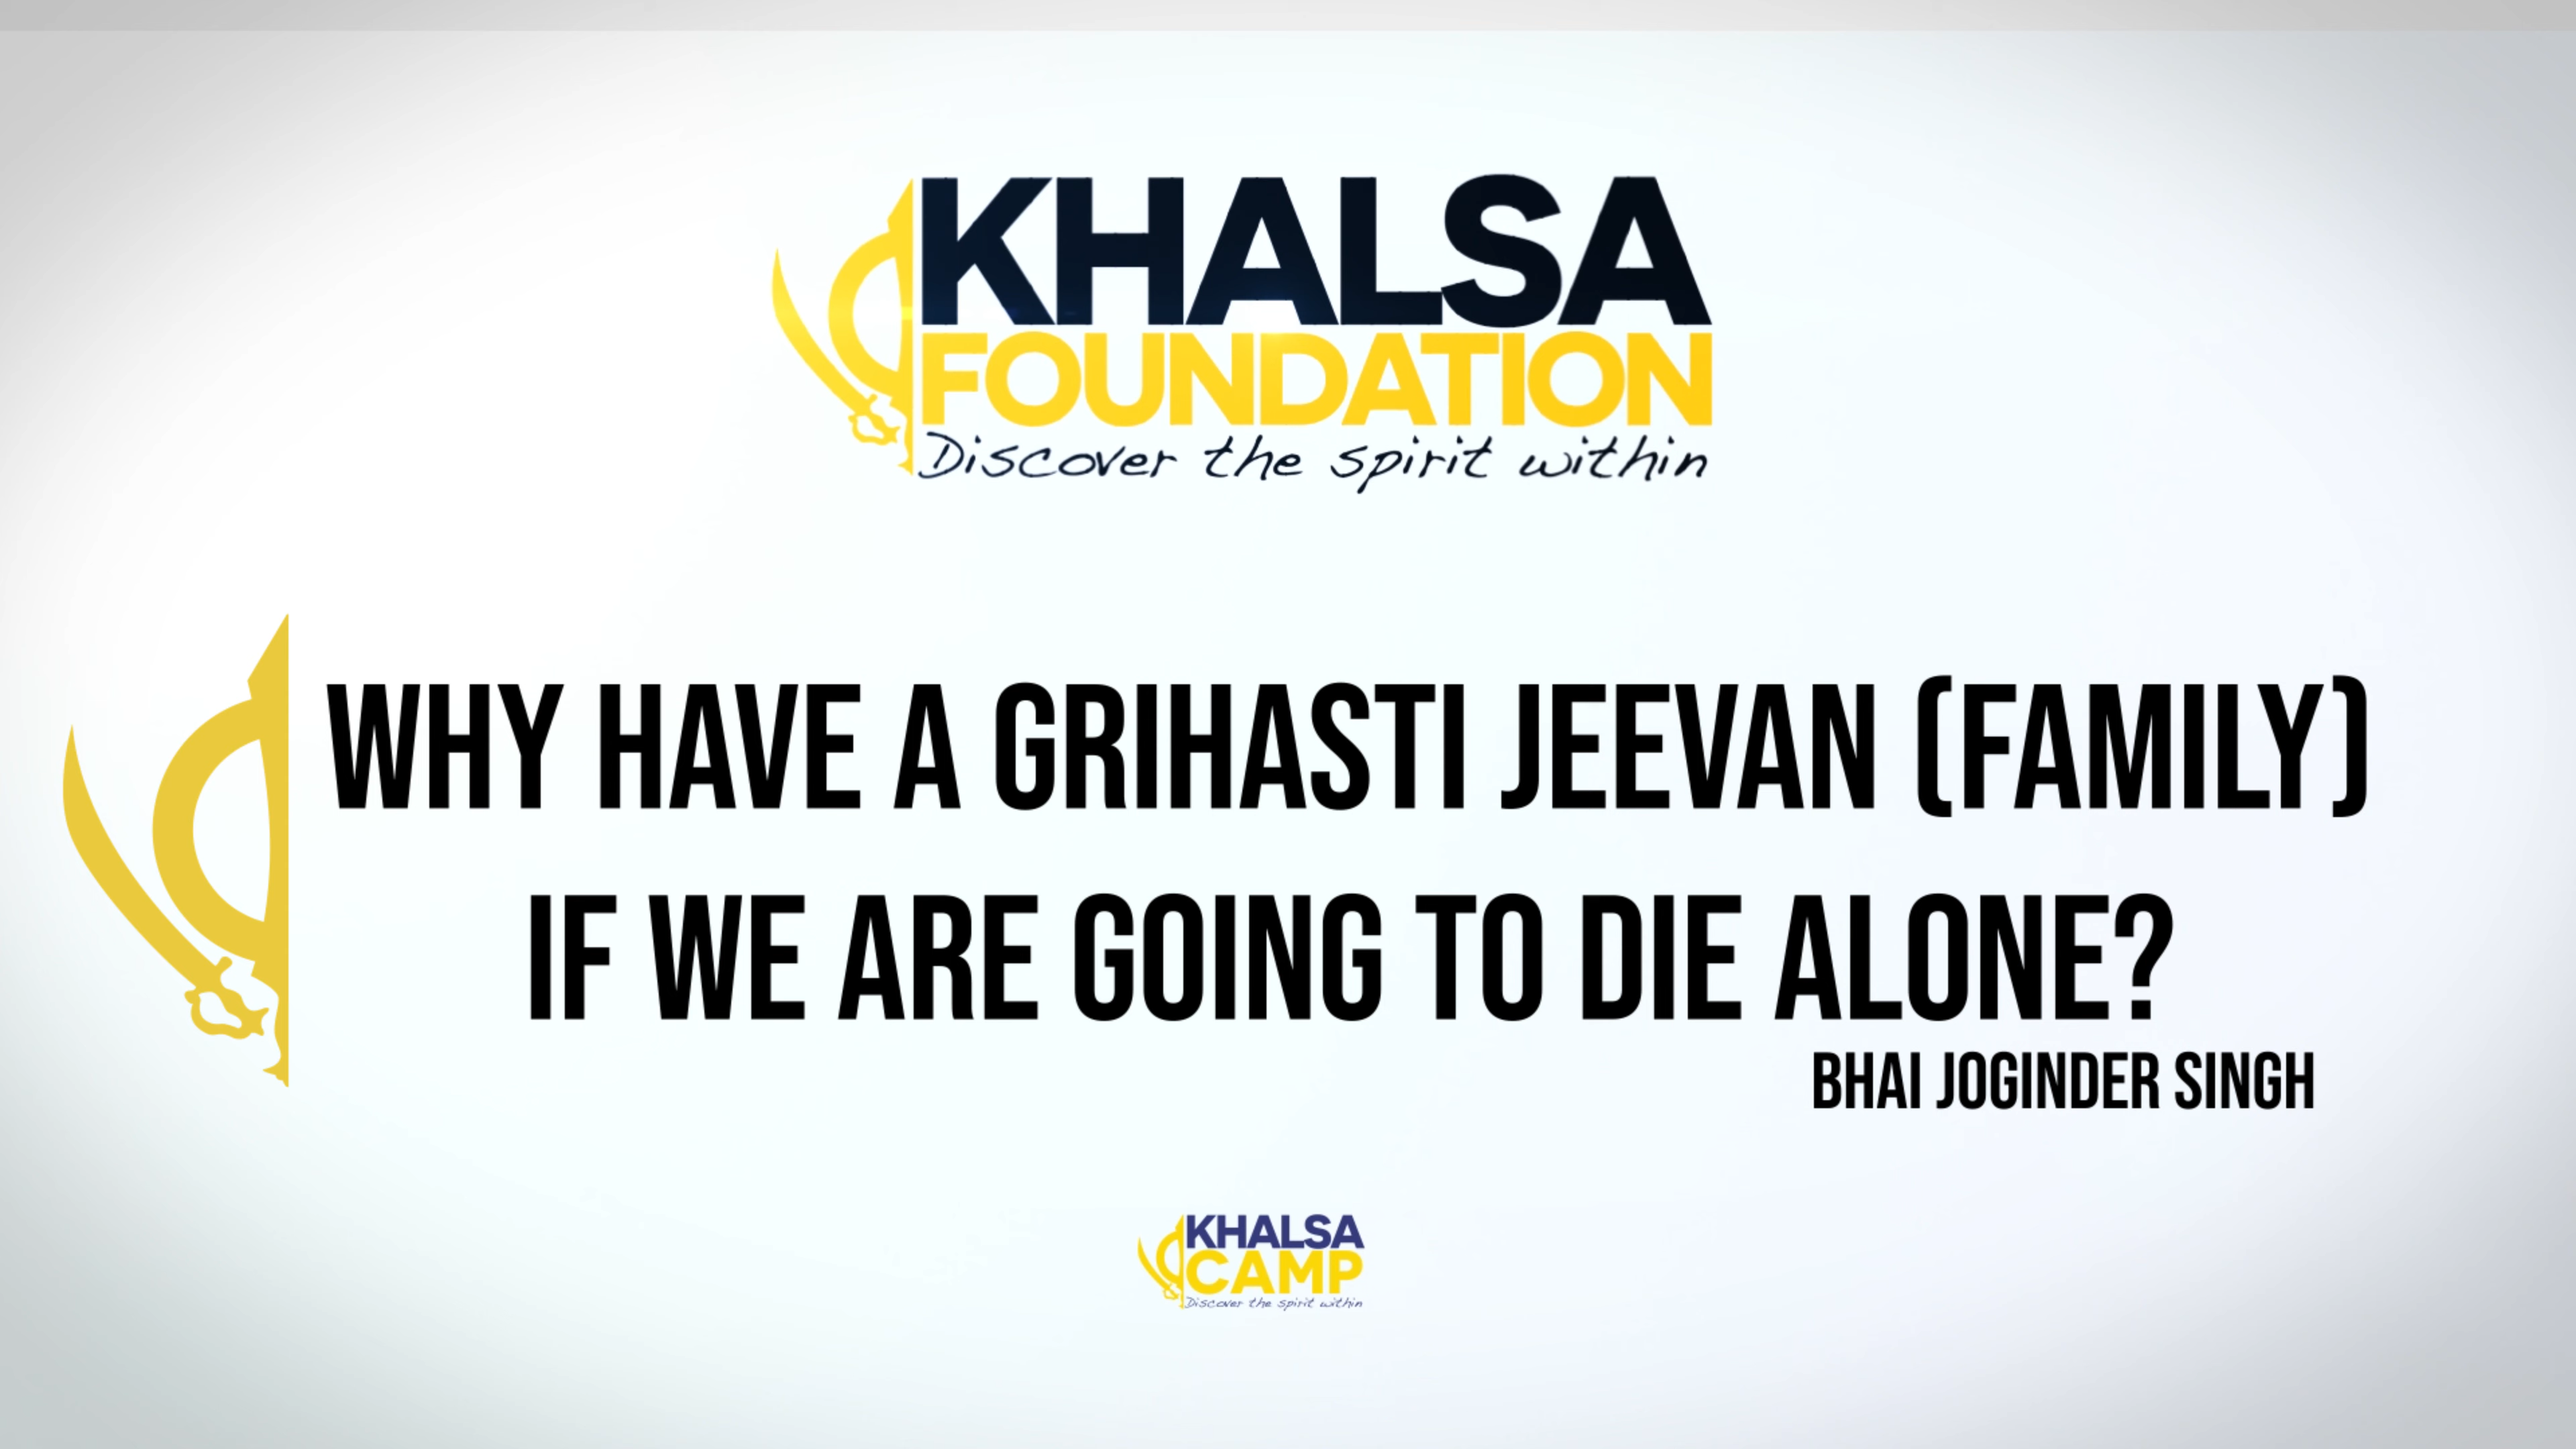 KHALSA
FOUNDATION
Discover the spirit within
WHY HAVE A GRIHASTI JEEVAN (FAMILY)
IF WE ARE GOING TO DIE ALONE?
BHAI JOGINDER SINGH
KHALSA
CAMP
Discover the spirit within